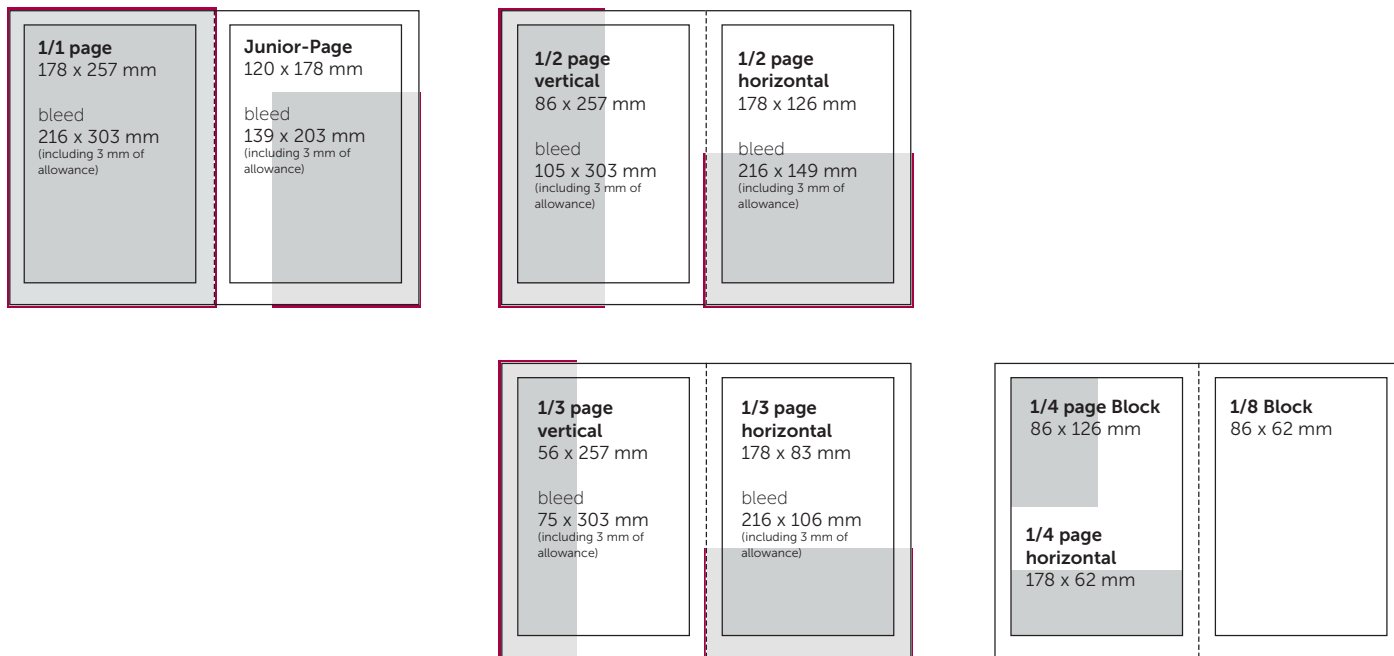 1/1 page
178 x 257 mm
bleed
216 x 303 mm
(including 3 mm of
allowance)
Junior-Page
120 x 178 mm
bleed
139 x 203 mm
(including 3 mm of
allowance)
1/2 page
vertical
86 x 257 mm
bleed
105 x 303 mm
(including 3 mm of
allowance)
1/2 page
horizontal
178 x 126 mm
bleed
216 x 149 mm
(including 3 mm of
allowance)
1/3 page
vertical
56 x 257 mm
bleed
75 x 303 mm
(including 3 mm of
allowance)
1/3 page
horizontal
178 x 83 mm
bleed
216 x 106 mm
(including 3 mm of
allowance)
1/4 page Block
86 x 126 mm
1/4 page
horizontal
178 x 62 mm
1/8 Block
86 x 62 mm